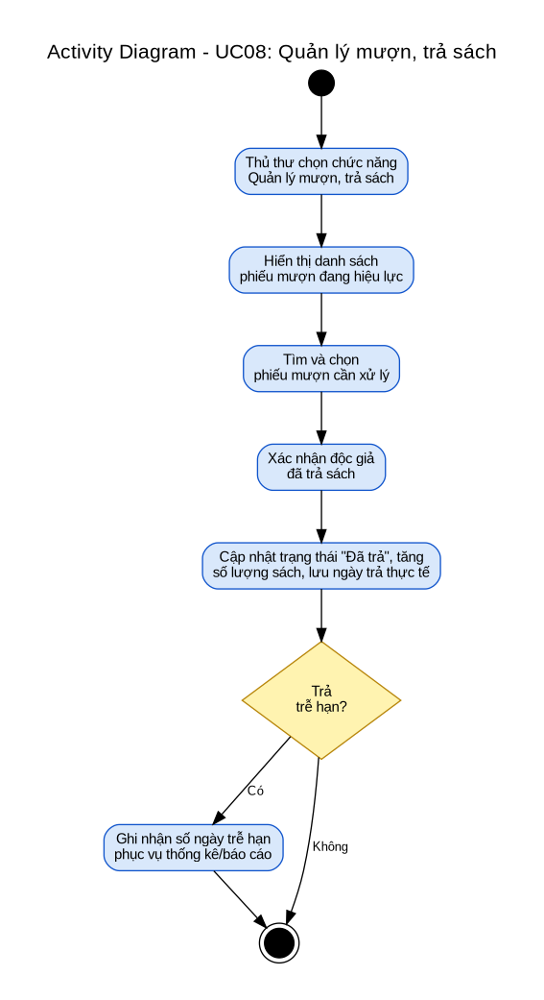 Activity Diagram - UC08: Quản lý mượn, trả sách
Thủ thư chọn chức năng
Quản lý mượn, trả sách
Hiển thị danh sách
phiếu mượn đang hiệu lực
Tìm và chọn
phiếu mượn cần xử lý
Xác nhận độc giả
đã trả sách
Cập nhật trạng thái "Đã trả", tăng
số lượng sách, lưu ngày trả thực tế
Trả
trễ hạn?
Có
Ghi nhận số ngày trễ hạn
phục vụ thống kê/báo cáo
Không